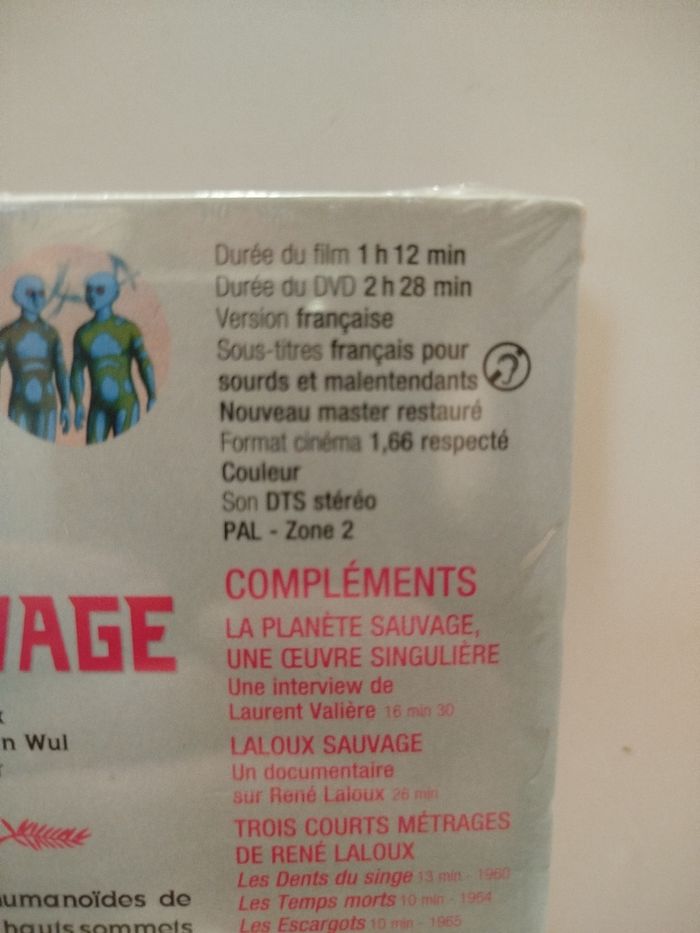 Durée du film 1 h 12 min
Durée du DVD 2 h 28 min
Version française
Sous-titres français pour
sourds et malentendants
Nouveau master restauré
Format cinéma 1,66 respecté
Couleur
Son DTS stéréo
PAL - Zone 2
COMPLÉMENTS
LA PLANÈTE SAUVAGE,
UNE ŒUVRE SINGULIÈRE
Une interview de
Laurent Valière 16 min 30
LALOUX SAUVAGE
Un documentaire
sur René Laloux 26 min
TROIS COURTS MÉTRAGES
DE RENÉ LALOUX
Les Dents du singe 13 min - 1960
Les Temps morts 10 min - 1964
Les Escargots 10 min - 1965
VAGE
n Wul
umanoïdes de
hauts sommets